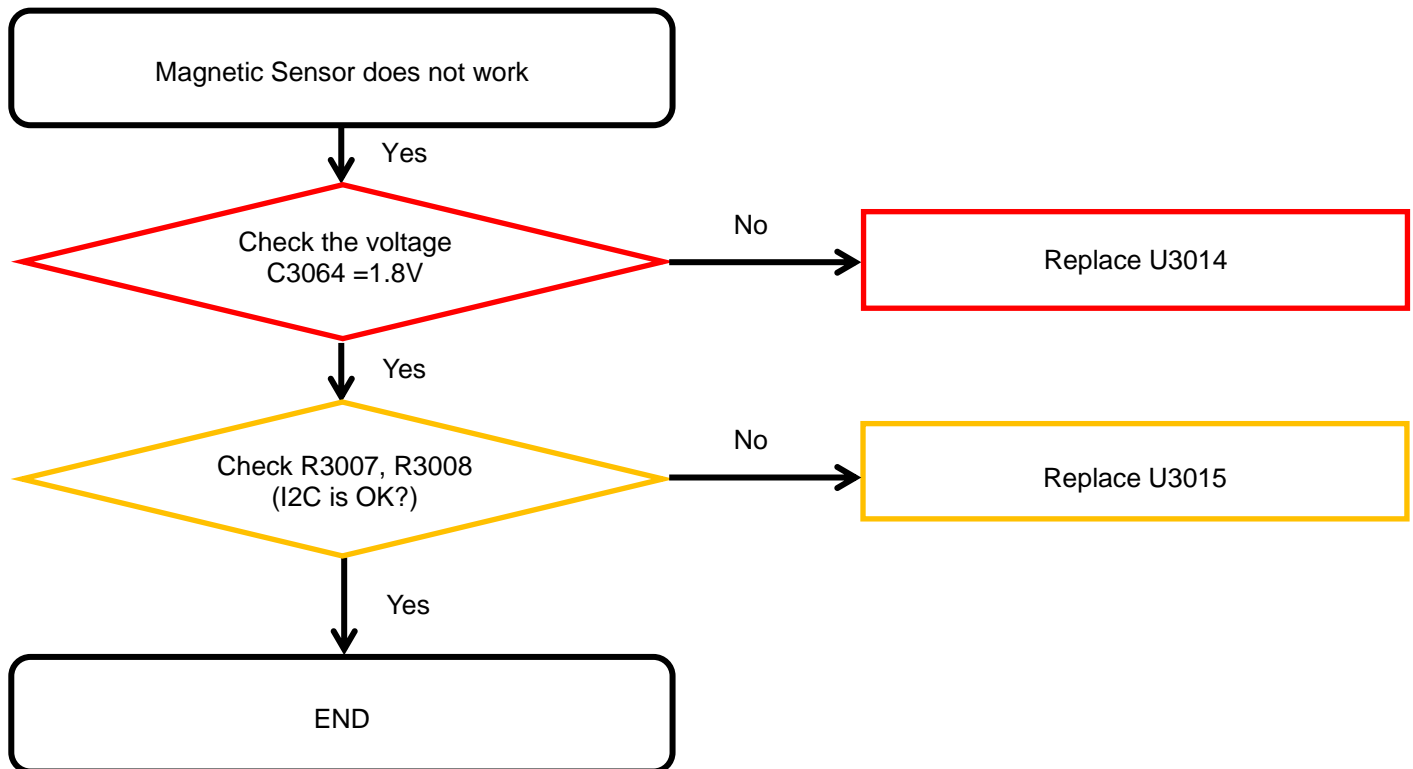 Magnetic Sensor does not work
Yes
Check the voltage
C3064 =1.8V
No
Replace U3014
Yes
Check R3007, R3008
(I2C is OK?)
No
Replace U3015
Yes
END